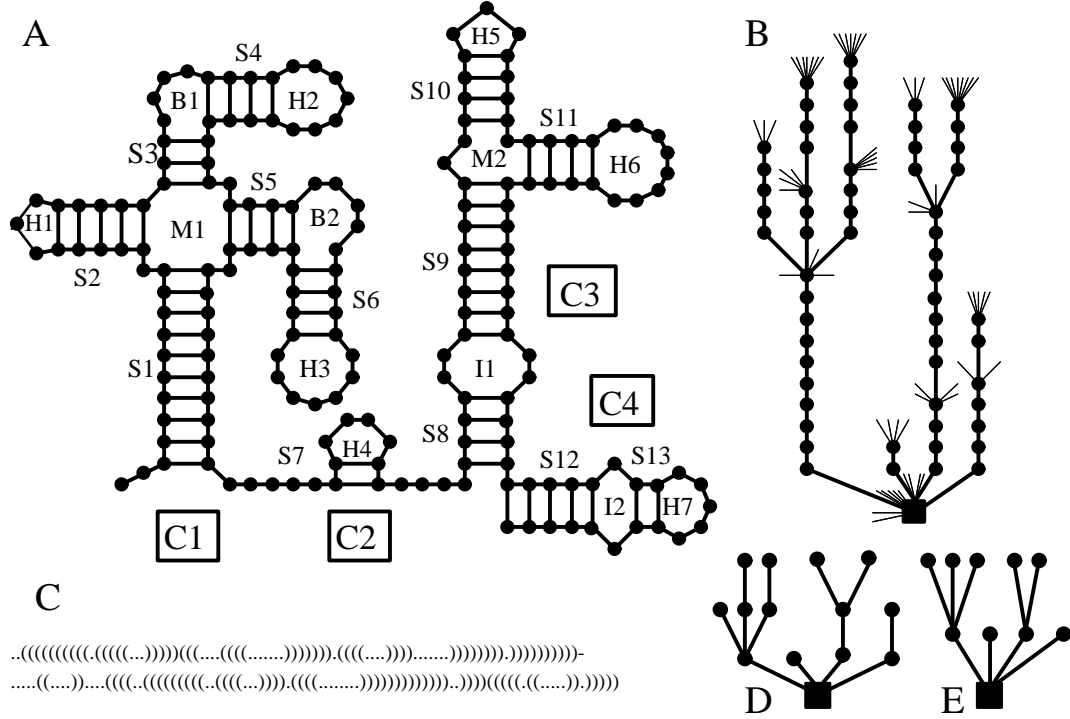 A
B
S4
H5
B1
H2
S10
S11
S3
M2
H6
S5
H1
M1
B2
S2
S9
C3
S6
S1
H3
I1
C4
S8
S7
H4
S12
S13
I2
H7
C1
C2
C
..((((((((((.(((((...)))))(((....((((.......))))))).((((....)))).......)))))))).))))))))))-
.....((....))....((((..(((((((((..((((...)))).((((........)))))))))))))..))))(((((.((.....)).)))))
D
E